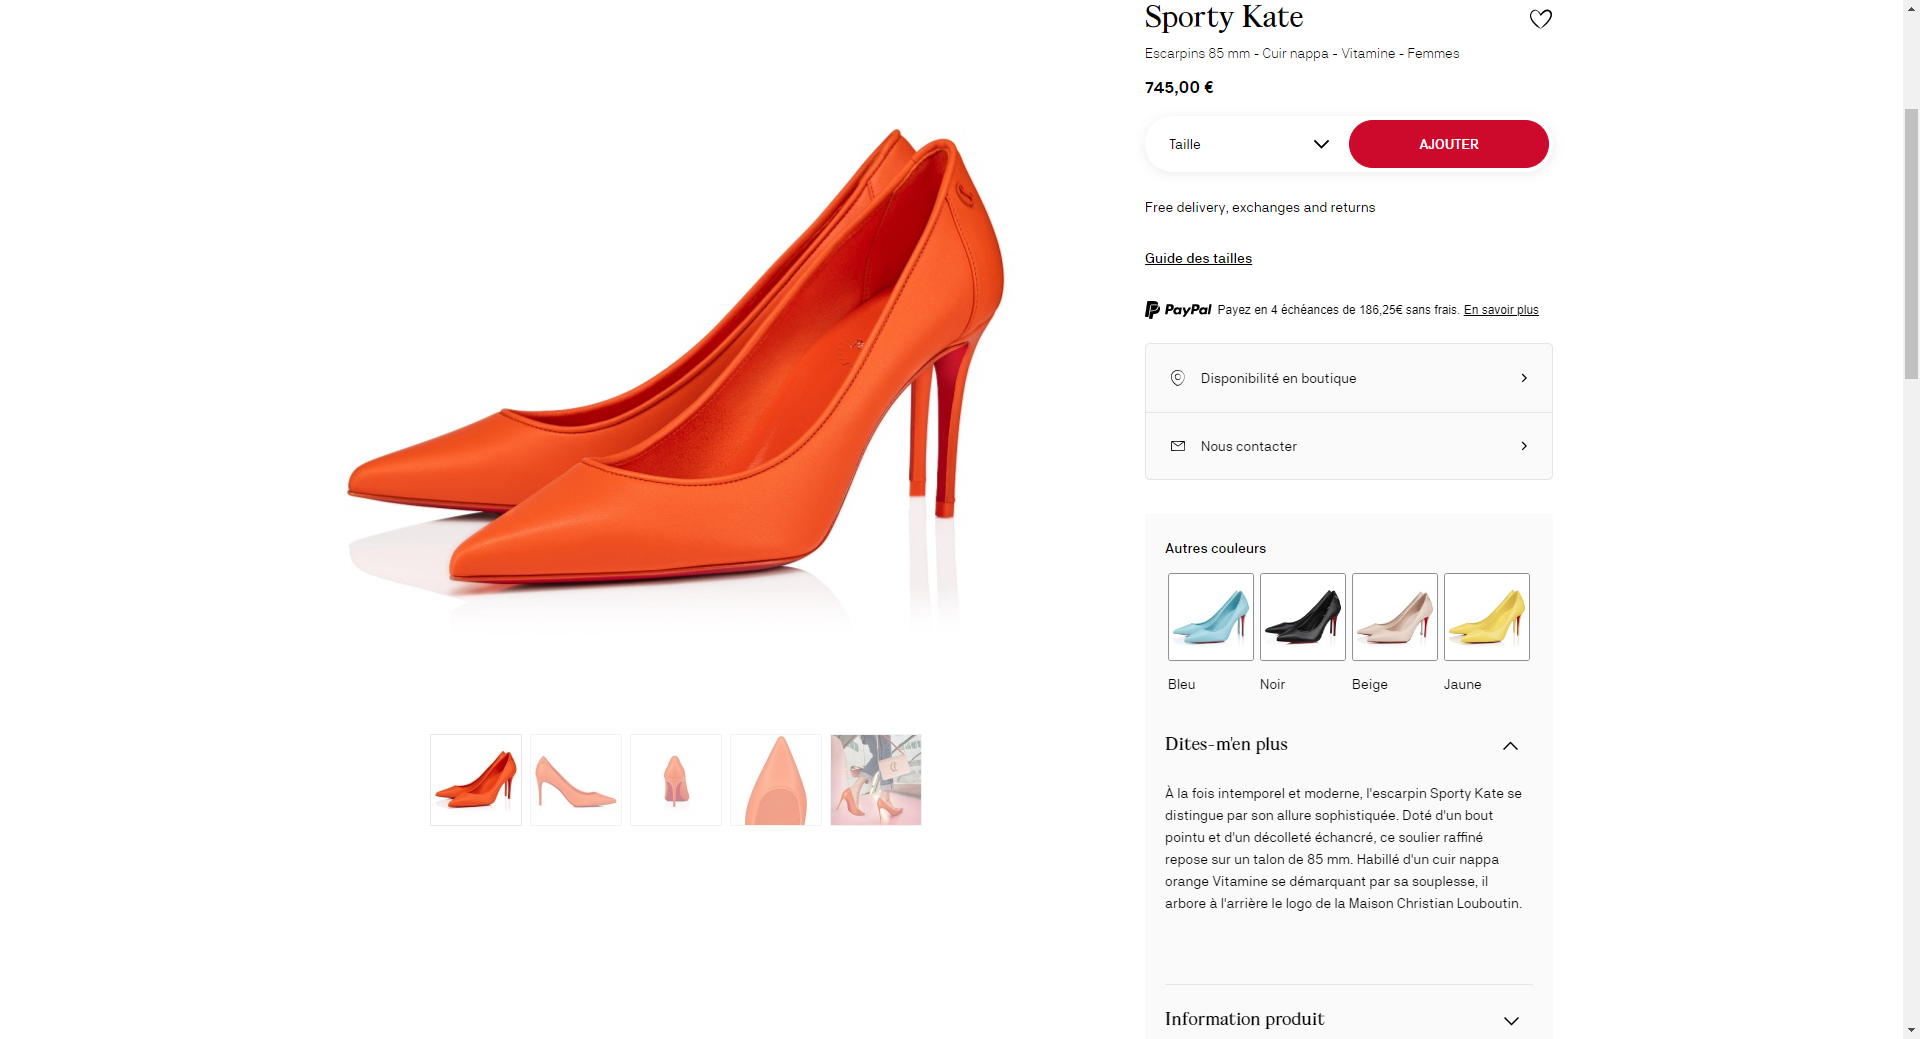 Sporty Kate
Escarpins 85 mm - Cuir nappa - Vitamine - Femmes
745,00 €
Taille
AJOUTER
Free delivery, exchanges and returns
Guide des tailles
PayPal Payez en 4 échéances de 186,25€ sans frais. En savoir plus
Disponibilité en boutique
Nous contacter
Autres couleurs
Bleu
Noir
Beige
Jaune
Dites-m'en plus
À la fois intemporel et moderne, l'escarpin Sporty Kate se
distingue par son allure sophistiquée. Doté d'un bout
pointu et d'un décolleté échancré, ce soulier raffiné
repose sur un talon de 85 mm. Habillé d'un cuir nappa
orange Vitamine se démarquant par sa souplesse, il
arbore à l'arrière le logo de la Maison Christian Louboutin.
Information produit